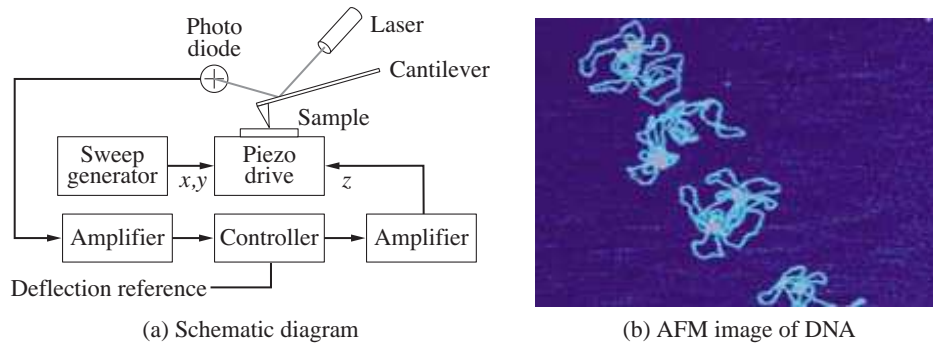 Photo
diode
Laser
Cantilever
Sample
Sweep
generator
x,y
Piezo
drive
z
Amplifier
Controller
Amplifier
Deflection reference
(a) Schematic diagram
(b) AFM image of DNA